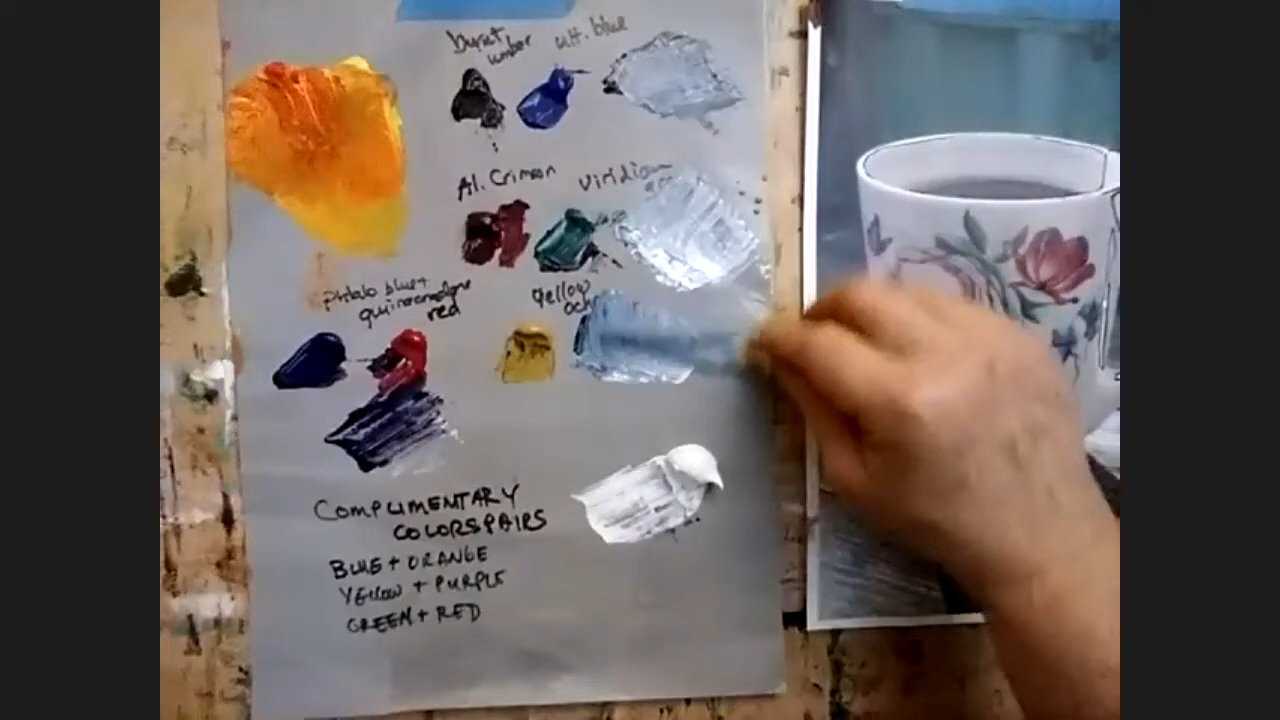 burnt
umber
ult. blue
Al. Crimson
viridian
phtalo blue+
quinacradone
red
yellow
och
COMPLIMENTARY
COLORS PAIRS
BLUE + ORANGE
YELLOW + PURPLE
GREEN + RED